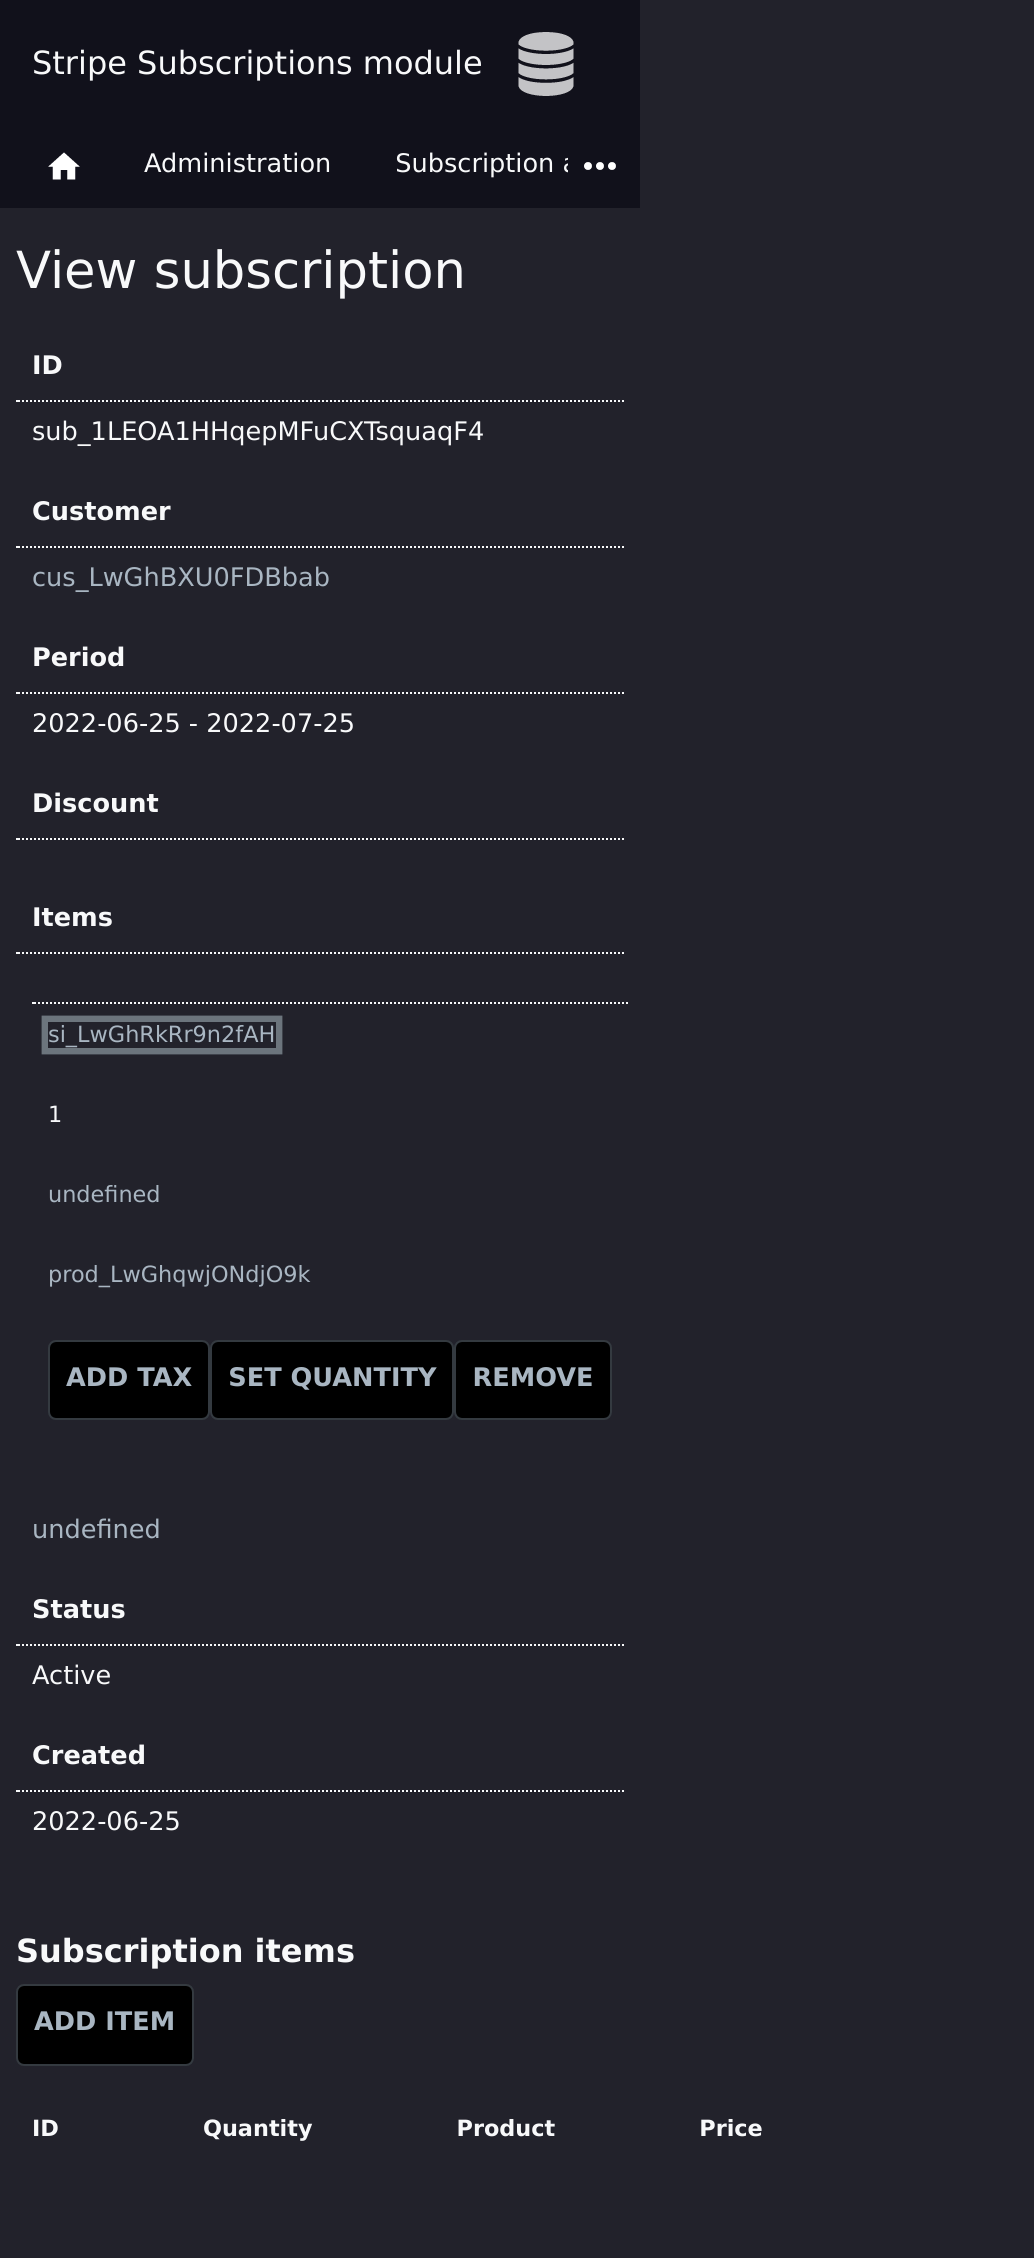 Stripe Subscriptions module
Administration Subscription a
View subscription
ID
sub_1LEOA1HHqepMFuCXTsquaqF4
Customer
cus_LwGhBXU0FDBbab
Period
2022-06-25 - 2022-07-25
Discount
Items
si_LwGhRkRr9n2fAH
1
undefined
prod_LwGhqwjONdjO9k
ADD TAX SET QUANTITY REMOVE
undefined
Status
Active
Created
2022-06-25
Subscription items
ADD ITEM
ID Quantity Product Price